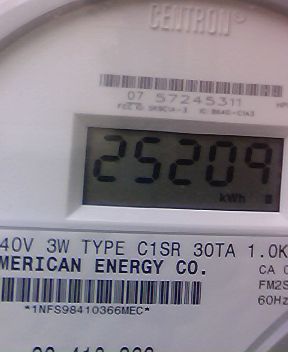 CENTRON®
07 57245311
25209
kWh
40V 3W TYPE C1SR 30TA 1.0K
MERICAN ENERGY CO.
CA 0
FM2S
60Hz
*1NFS98410366MEC*